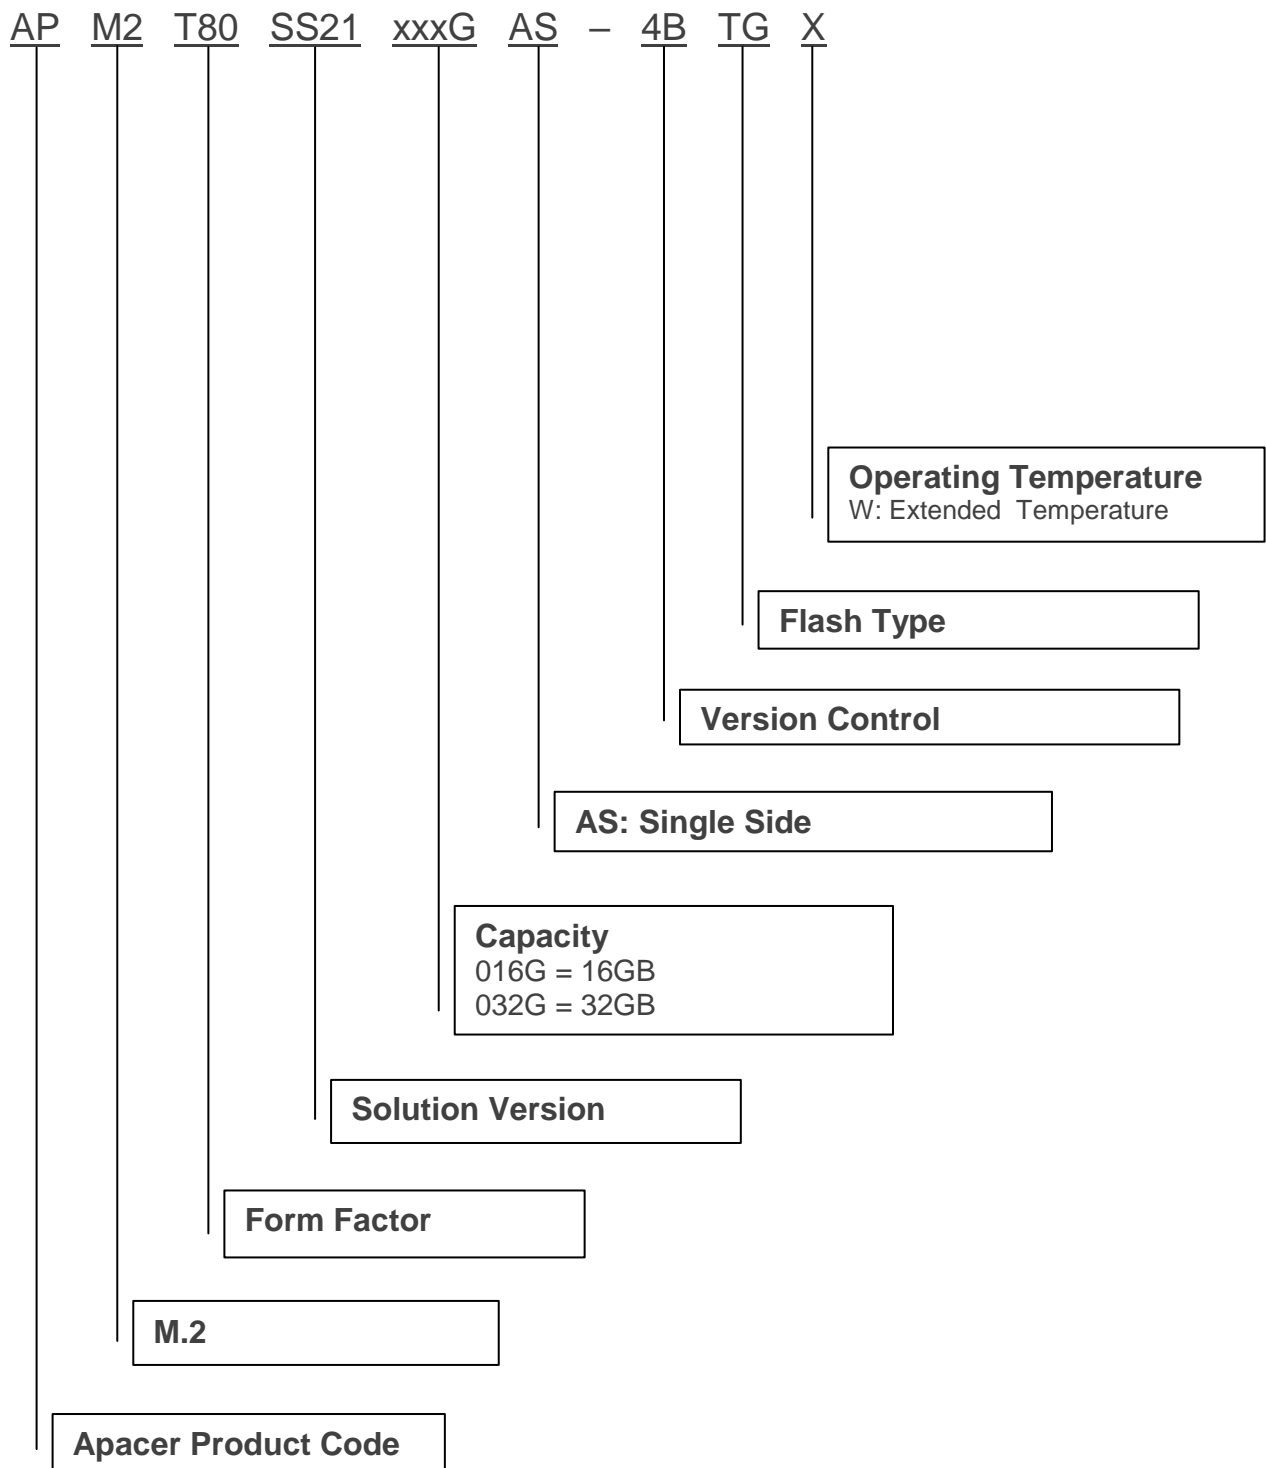 AP M2 T80 SS21 xxxG AS – 4B TG X
Operating Temperature
W: Extended Temperature
Flash Type
Version Control
AS: Single Side
Capacity
016G = 16GB
032G = 32GB
Solution Version
Form Factor
M.2
Apacer Product Code